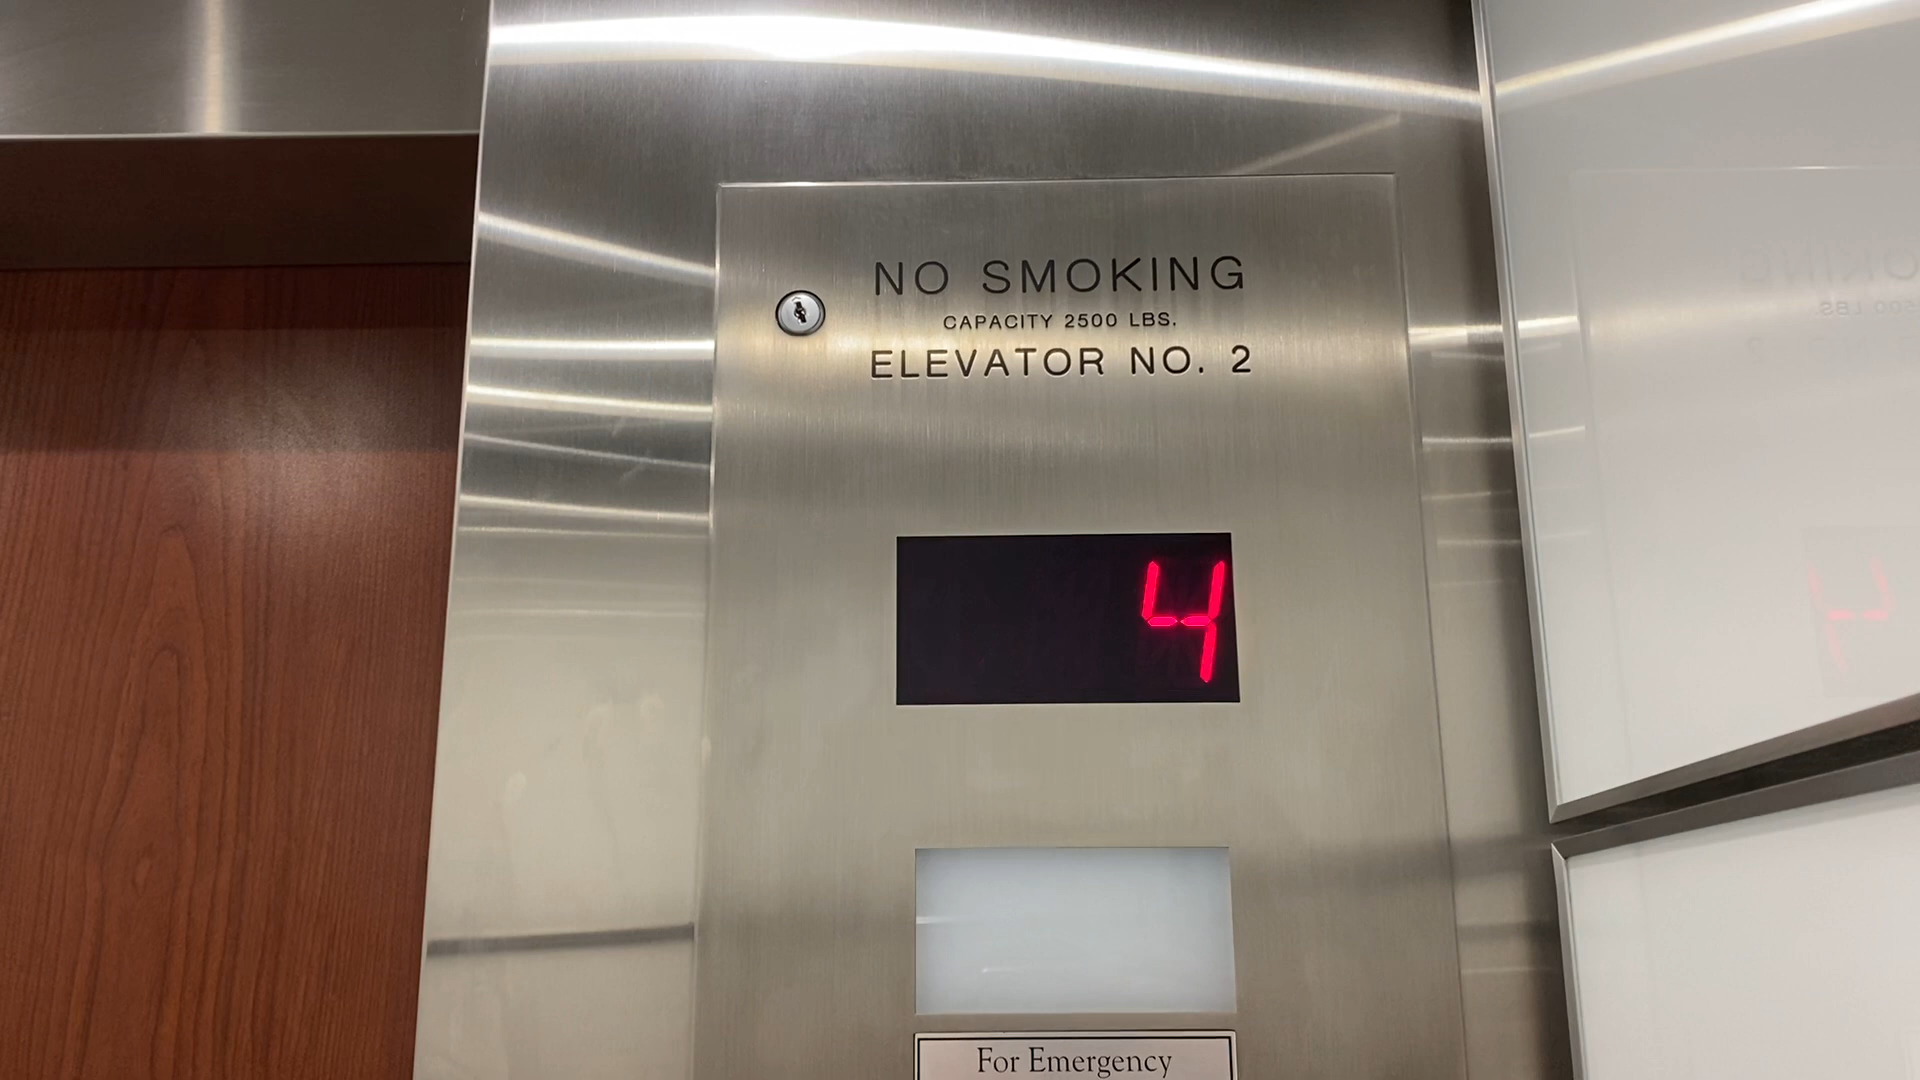 NO SMOKING
CAPACITY 2500 LBS.
ELEVATOR NO. 2
4
For Emergency